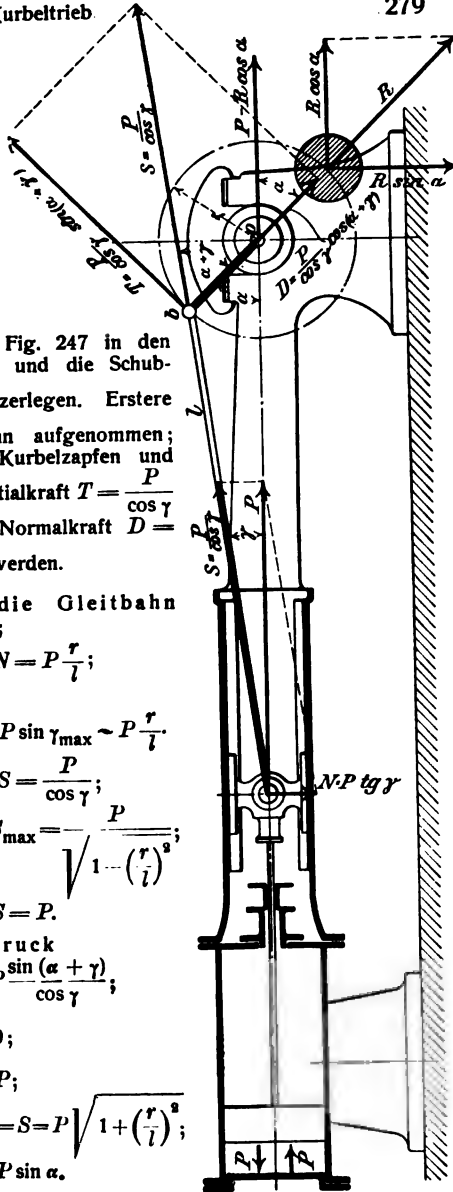 urbeltrieb
279
R cos α
P-R cos α
R
S = P/cos γ
R sin α
T = P/cos γ sin(α + γ)
α
r
α + γ
D = P/cos γ cos(α + γ)
b
α
Fig. 247 in den
und die Schub-
l
zerlegen. Erstere
n aufgenommen;
Kurbelzapfen und
tialkraft T = P/cos γ
Normalkraft D =
S = P/cos γ
P
γ
werden.
die Gleitbahn
N = P r/l;
P sin γmax ~ P r/l.
S = P/cos γ;
N-P tg γ
max = P/√(1-(r/l)²);
S = P.
ruck
sin (α + γ)/cos γ;
;
P;
= S = P√(1+(r/l)²);
P sin α.
P P